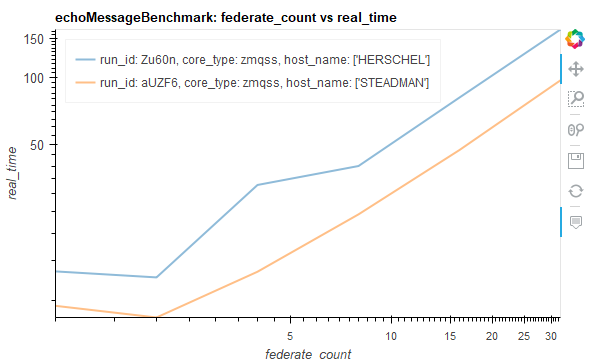 echoMessageBenchmark: federate_count vs real_time
150
run_id: Zu60n, core_type: zmqss, host_name: ['HERSCHEL']
run_id: aUZF6, core_type: zmqss, host_name: ['STEADMAN']
100
50
real_time
5 10 15 20 25 30
federate_count